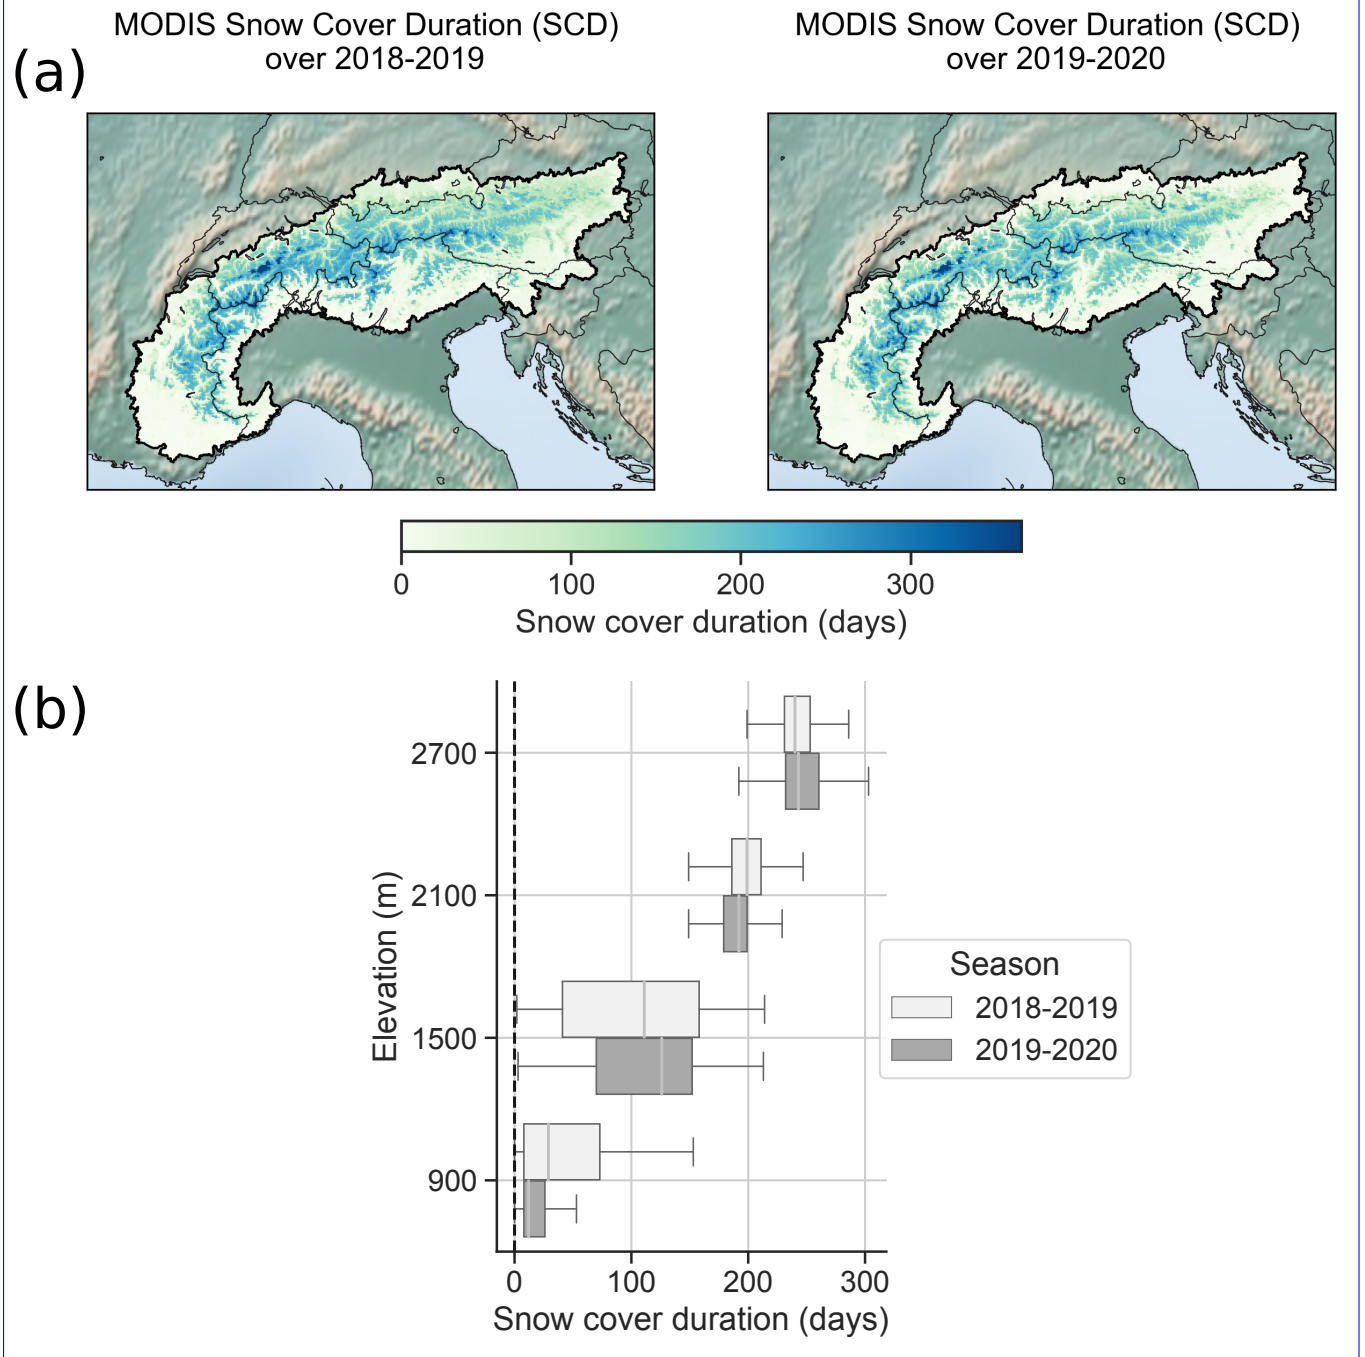 MODIS Snow Cover Duration (SCD)
over 2018-2019
MODIS Snow Cover Duration (SCD)
over 2019-2020
(a)
0 100 200 300
Snow cover duration (days)
(b)
2700
2100
1500
900
Elevation (m)
Season
2018-2019
2019-2020
0 100 200 300
Snow cover duration (days)